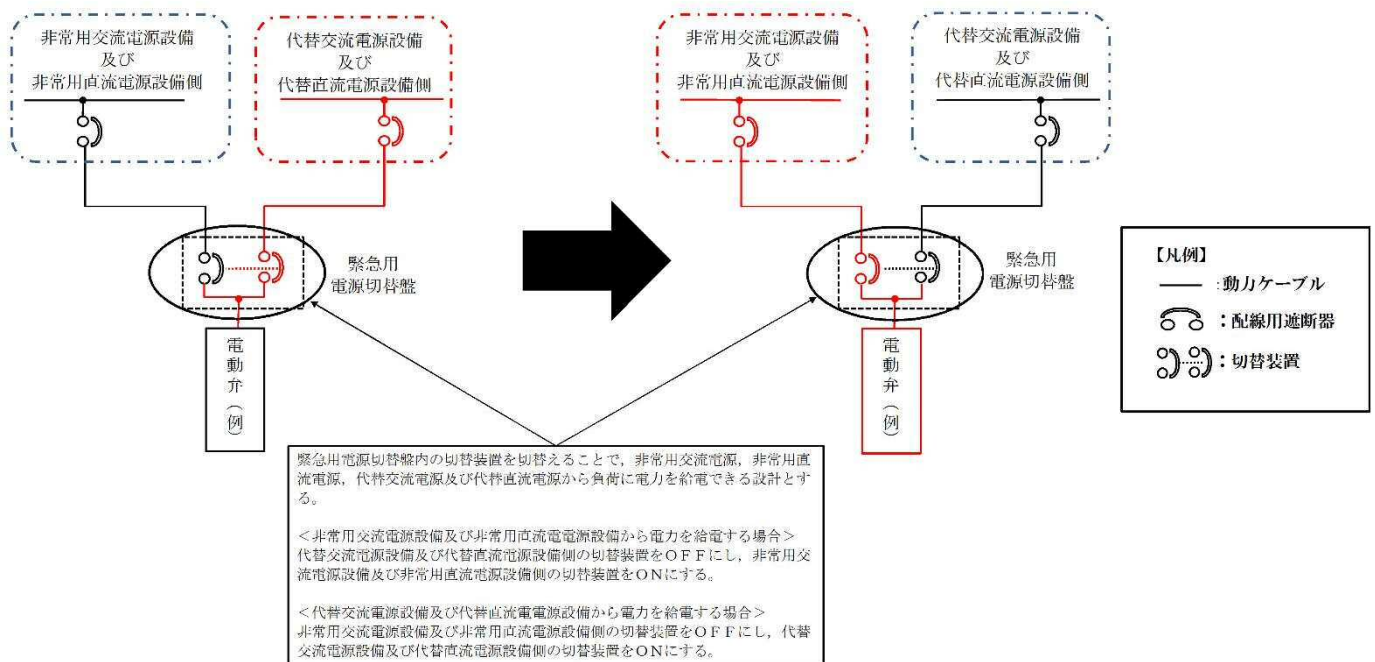 非常用交流電源設備
及び
非常用直流電源設備側
代替交流電源設備
及び
代替直流電源設備側
緊急用
電源切替盤
電動弁（例）
非常用交流電源設備
及び
非常用直流電源設備側
代替交流電源設備
及び
代替直流電源設備側
緊急用
電源切替盤
電動弁（例）
【凡例】
：動力ケーブル
：配線用遮断器
：切替装置
緊急用電源切替盤内の切替装置を切替えることで，非常用交流電源，非常用直
流電源，代替交流電源及び代替直流電源から負荷に電力を給電できる設計とす
る。
＜非常用交流電源設備及び非常用直流電電源設備から電力を給電する場合＞
代替交流電源設備及び代替直流電源設備側の切替装置をＯＦＦにし，非常用交
流電源設備及び非常用直流電源設備側の切替装置をＯＮにする。
＜代替交流電源設備及び代替直流電電源設備から電力を給電する場合＞
非常用交流電源設備及び非常用直流電源設備側の切替装置をＯＦＦにし，代替
交流電源設備及び代替直流電源設備側の切替装置をＯＮにする。